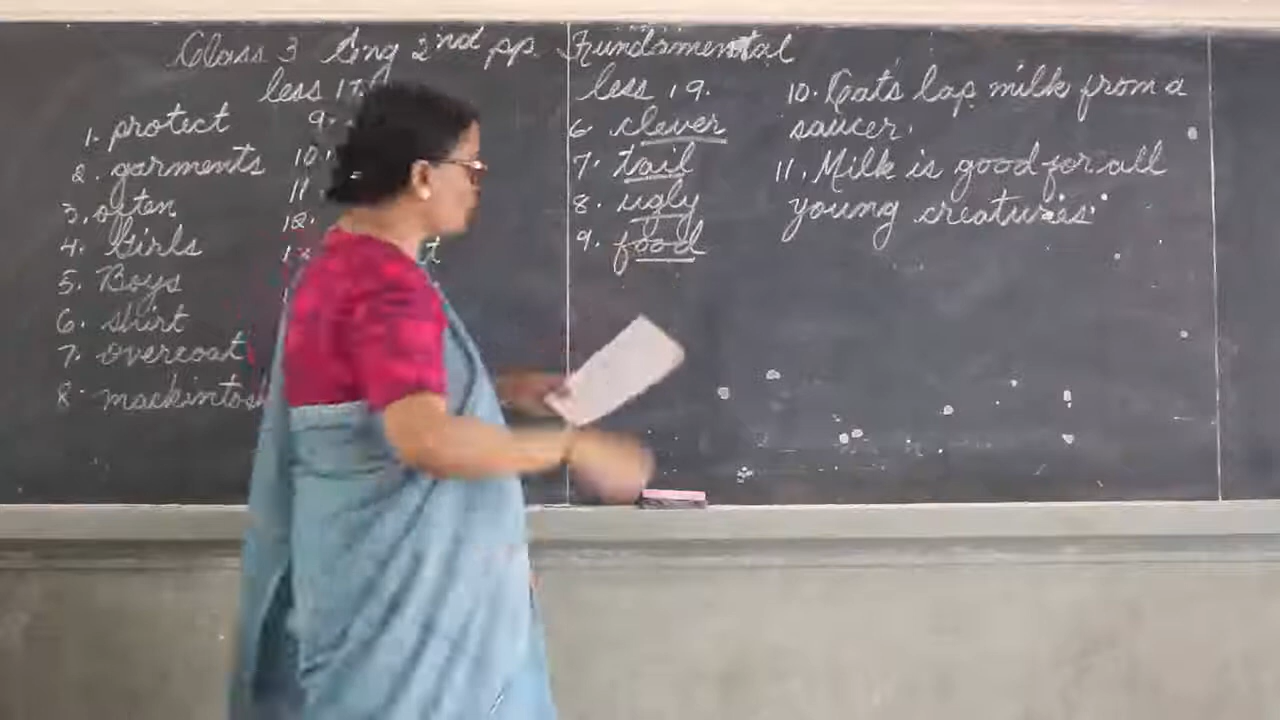 Class 3 Eng 2nd pp. Fundamental
less 17
1. protect
2. garments
3. often
4. Girls
5. Boys
6. shirt
7. overcoat
8. mackintosh
9.
10.
11.
12.
less 19.
6 clever
7. tail
8. ugly
9. food
10. Cats lap milk from a
saucer.
11. Milk is good for all
young creatures.